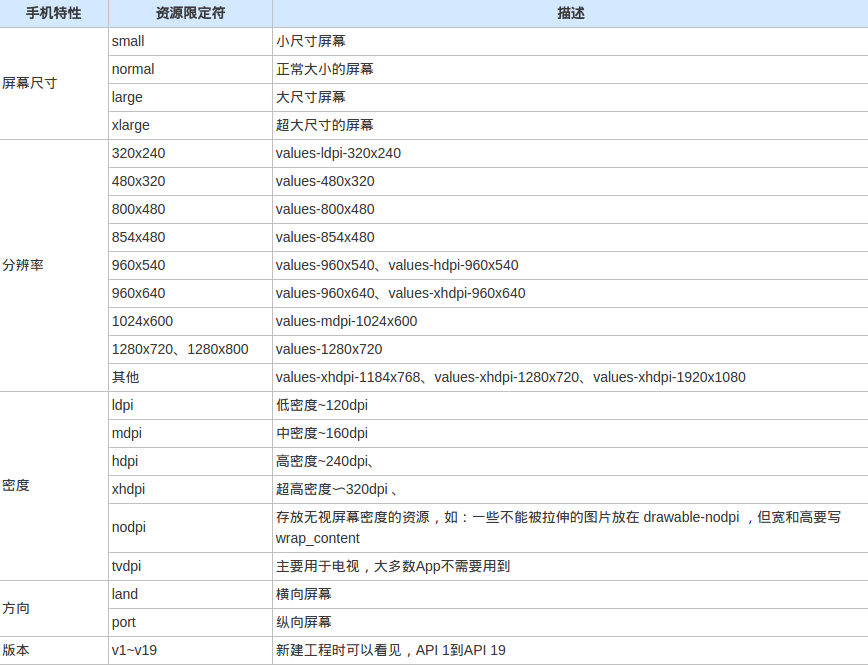 手机特性 资源限定符 描述
屏幕尺寸
small 小尺寸屏幕
normal 正常大小的屏幕
large 大尺寸屏幕
xlarge 超大尺寸的屏幕
分辨率
320x240 values-ldpi-320x240
480x320 values-480x320
800x480 values-800x480
854x480 values-854x480
960x540 values-960x540、values-hdpi-960x540
960x640 values-960x640、values-xhdpi-960x640
1024x600 values-mdpi-1024x600
1280x720、1280x800 values-1280x720
其他 values-xhdpi-1184x768、values-xhdpi-1280x720、values-xhdpi-1920x1080
密度
ldpi 低密度~120dpi
mdpi 中密度~160dpi
hdpi 高密度~240dpi、
xhdpi 超高密度~320dpi 、
nodpi 存放无视屏幕密度的资源，如：一些不能被拉伸的图片放在 drawable-nodpi ，但宽和高要写
wrap_content
tvdpi 主要用于电视，大多数App不需要用到
方向
land 横向屏幕
port 纵向屏幕
版本 v1~v19 新建工程时可以看见，API 1到API 19